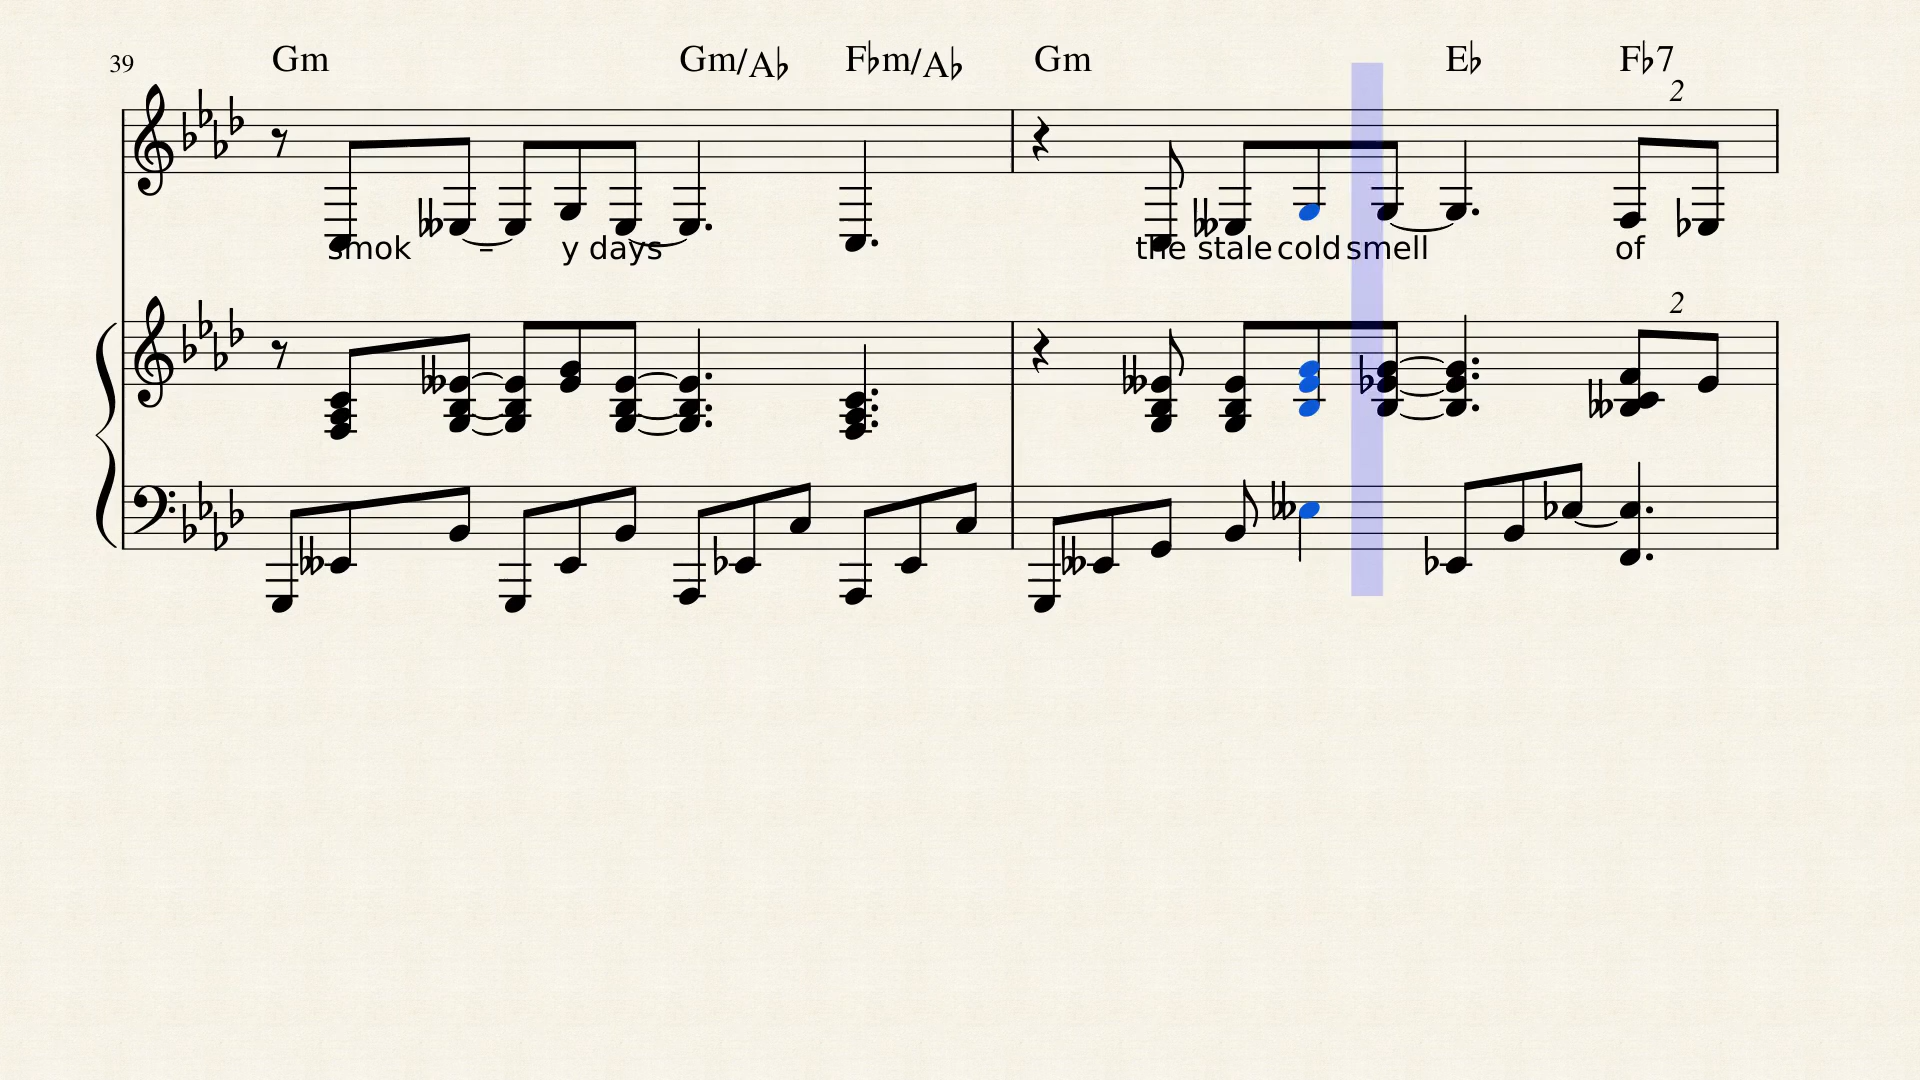 39 Gm Gm/A♭ F♭m/A♭ Gm E♭ F♭7
2
smok – y days the stale cold smell of
2